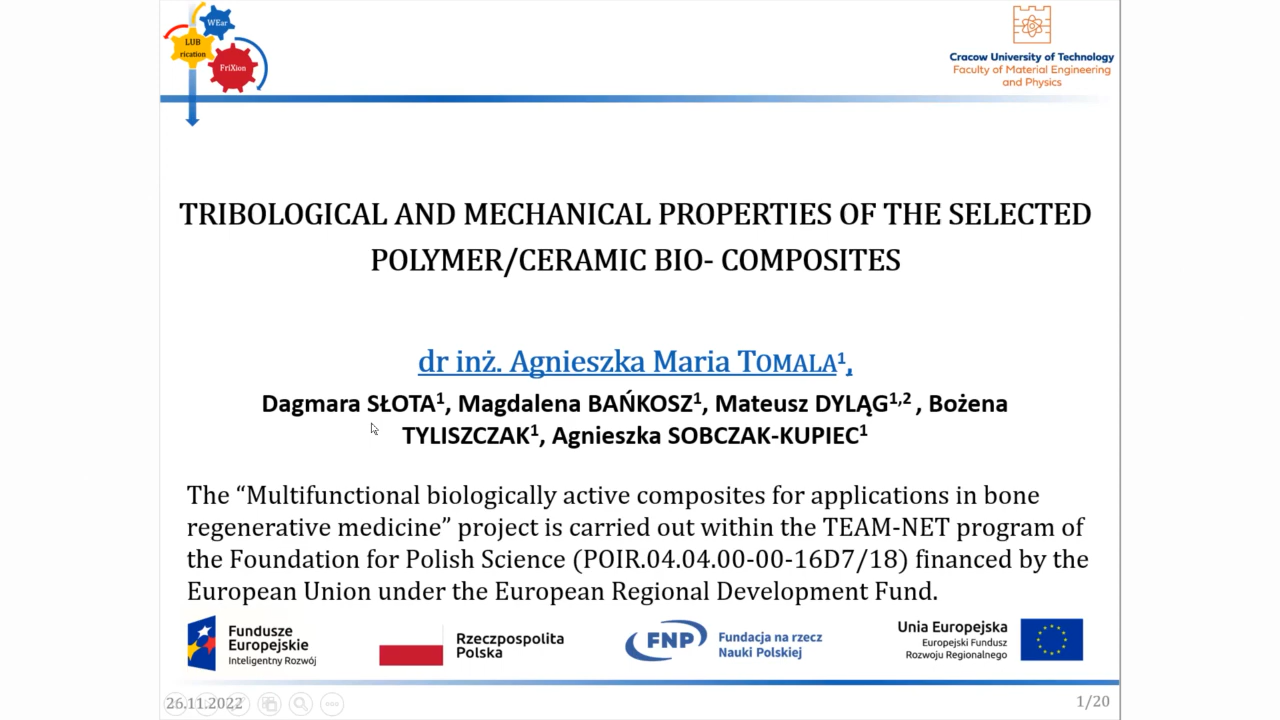 WEar
LUB
rication
FriXion
Cracow University of Technology
Faculty of Material Engineering
and Physics
TRIBOLOGICAL AND MECHANICAL PROPERTIES OF THE SELECTED
POLYMER/CERAMIC BIO- COMPOSITES
dr inż. Agnieszka Maria TOMALA¹,
Dagmara SŁOTA¹, Magdalena BAŃKOSZ¹, Mateusz DYLĄG¹,² , Bożena
TYLISZCZAK¹, Agnieszka SOBCZAK-KUPIEC¹
The “Multifunctional biologically active composites for applications in bone
regenerative medicine” project is carried out within the TEAM-NET program of
the Foundation for Polish Science (POIR.04.04.00-00-16D7/18) financed by the
European Union under the European Regional Development Fund.
Fundusze
Europejskie
Inteligentny Rozwój
Rzeczpospolita
Polska
FNP
Fundacja na rzecz
Nauki Polskiej
Unia Europejska
Europejski Fundusz
Rozwoju Regionalnego
26.11.2022
1/20